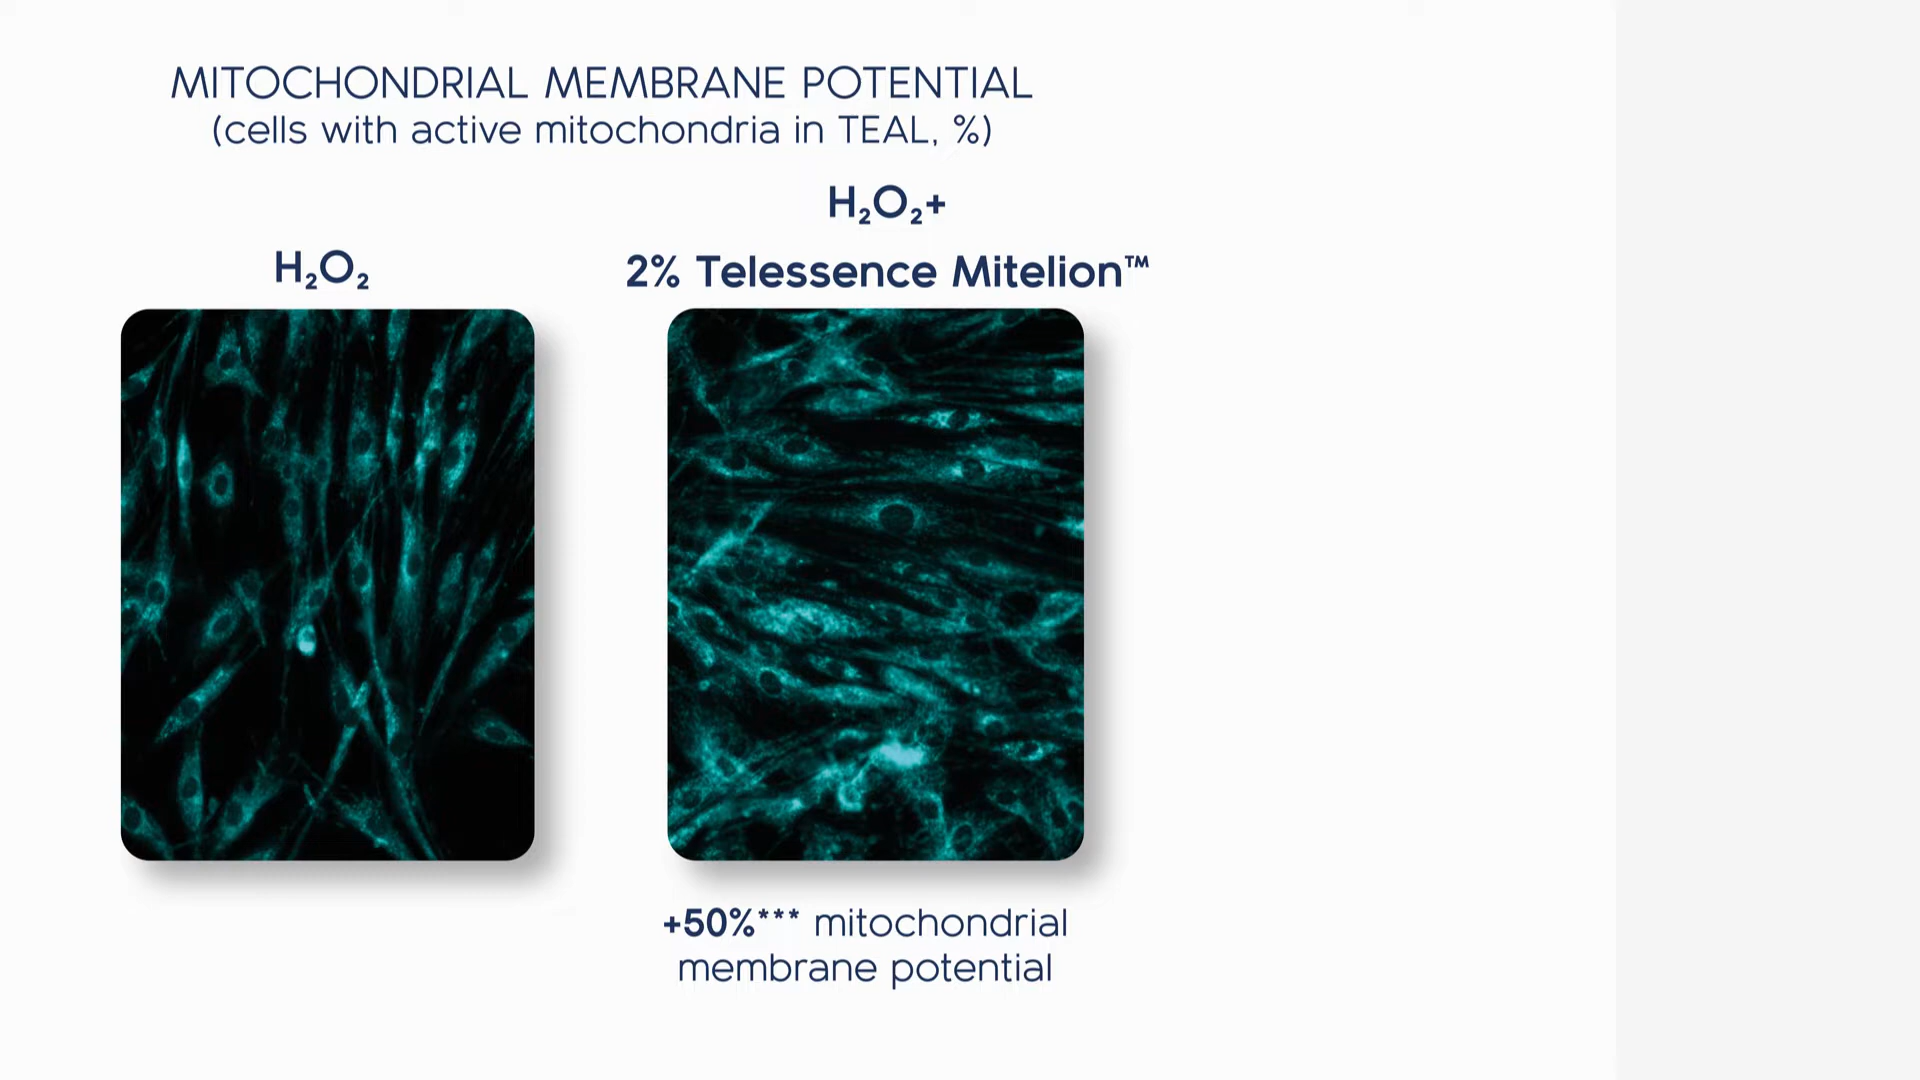 MITOCHONDRIAL MEMBRANE POTENTIAL
(cells with active mitochondria in TEAL, %)
H₂O₂
H₂O₂+
2% Telessence Mitelion™
+50%*** mitochondrial
membrane potential